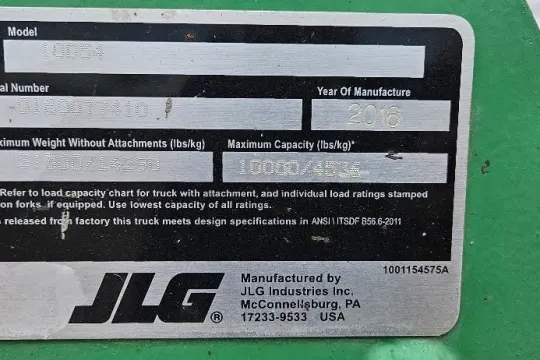 Model
10054
al Number
Year Of Manufacture
2016
ximum Weight Without Attachments (lbs/kg)
Maximum Capacity (lbs/kg)*
10000/4536
Refer to load capacity chart for truck with attachment, and individual load ratings stamped
on forks if equipped. Use lowest capacity of all ratings.
s released from factory this truck meets design specifications in ANSI \ ITSDF B56.6-2011
JLG®
Manufactured by
JLG Industries Inc.
McConnellsburg, PA
17233-9533 USA
1001154575A